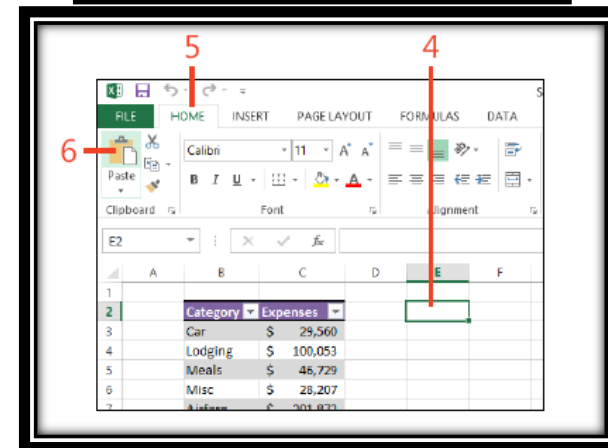 5 4
S
FILE HOME INSERT PAGE LAYOUT FORMULAS DATA
6
Calibri 11 A A
Paste B I U A
Clipboard Font Alignment
E2 fx
A B C D E F
1
2 Category Expenses
3 Car $ 29,560
4 Lodging $ 100,053
5 Meals $ 46,729
6 Misc $ 28,207